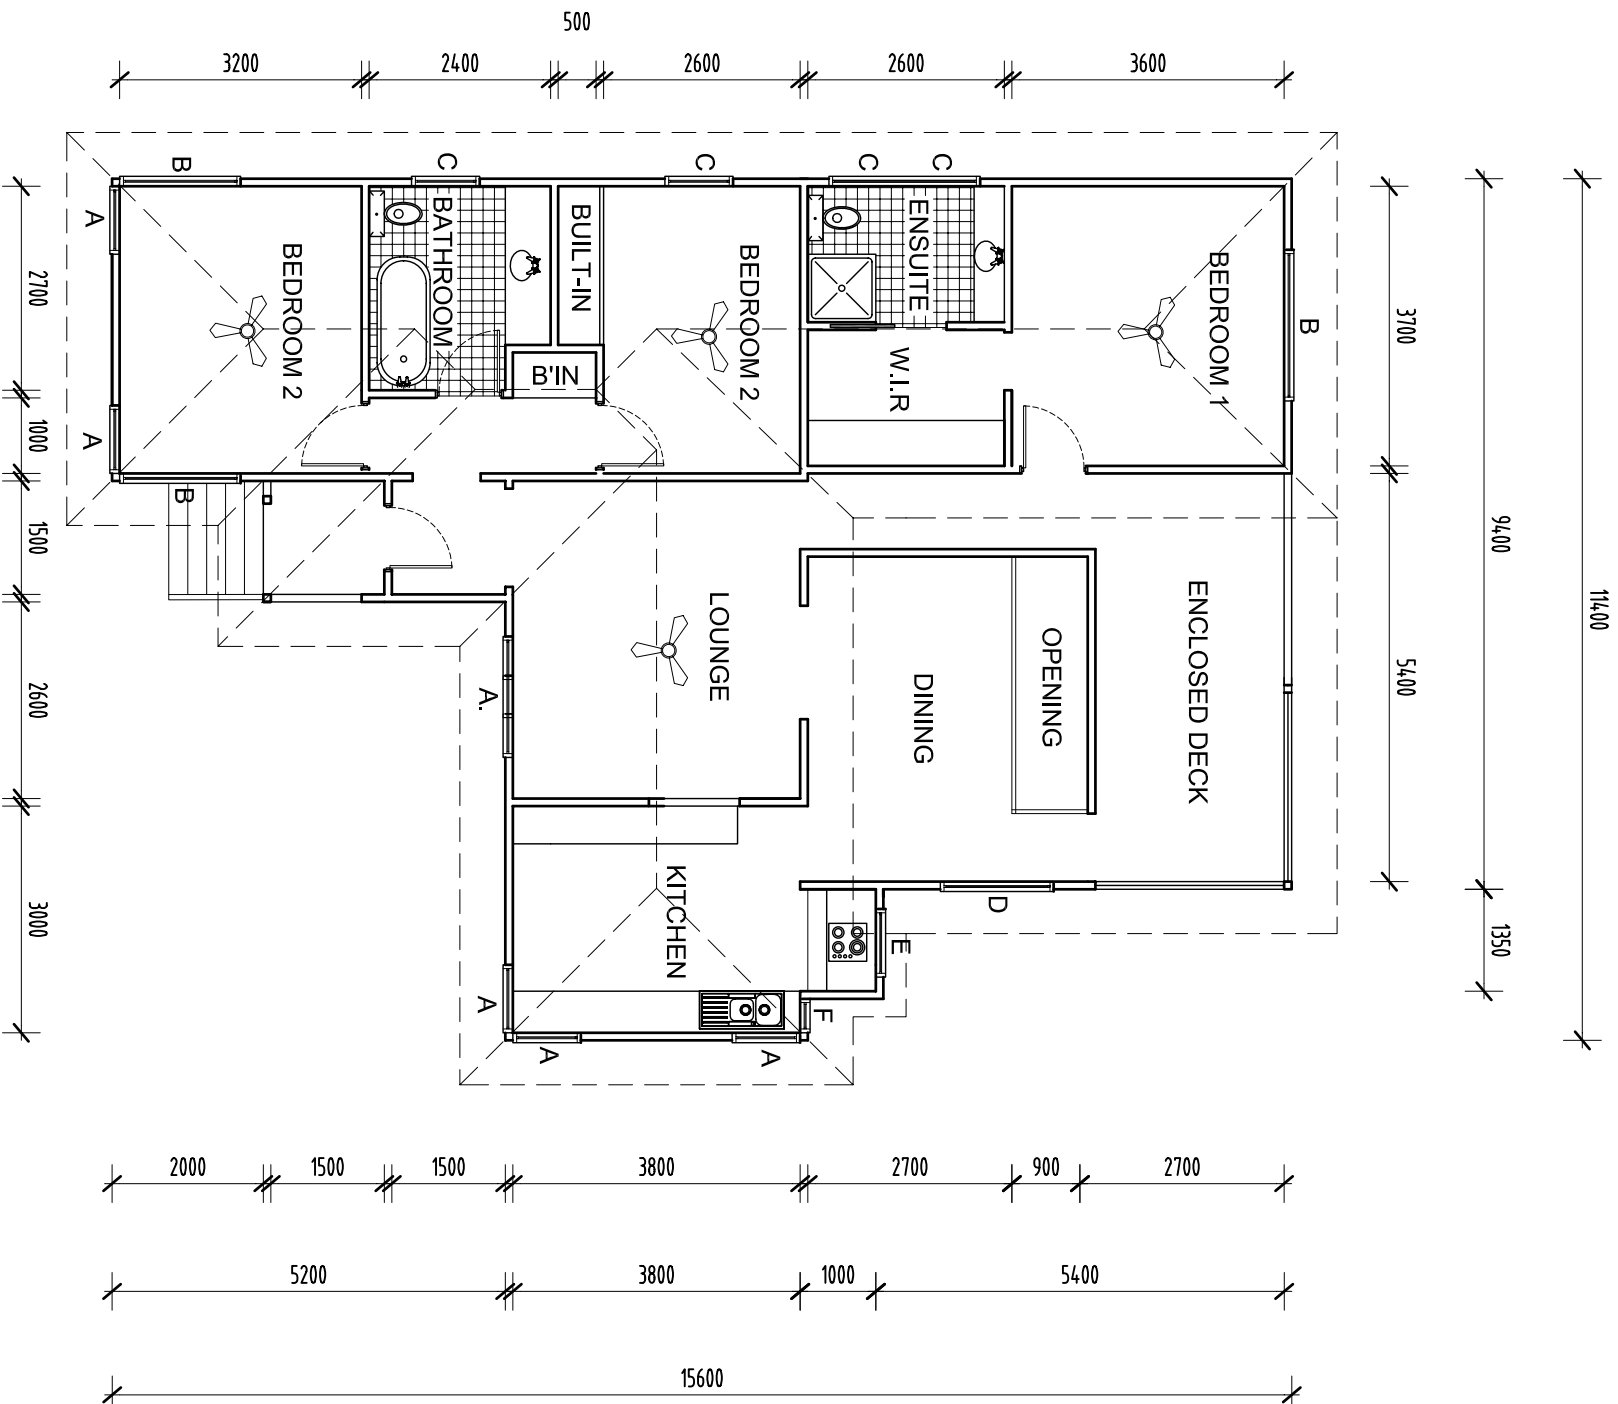 500
3200
2400
2600
2600
3600
B
C
C
C
C
A
BEDROOM 2
BATHROOM
BUILT-IN
BEDROOM 2
ENSUITE
BEDROOM 1
B
W.I.R
B'IN
A
B
2700
1000
1500
2600
3000
3700
5400
9400
1350
11400
LOUNGE
DINING
OPENING
ENCLOSED DECK
A.
KITCHEN
D
E
F
A
A
A
2000
1500
1500
3800
2700
900
2700
5200
3800
1000
5400
15600